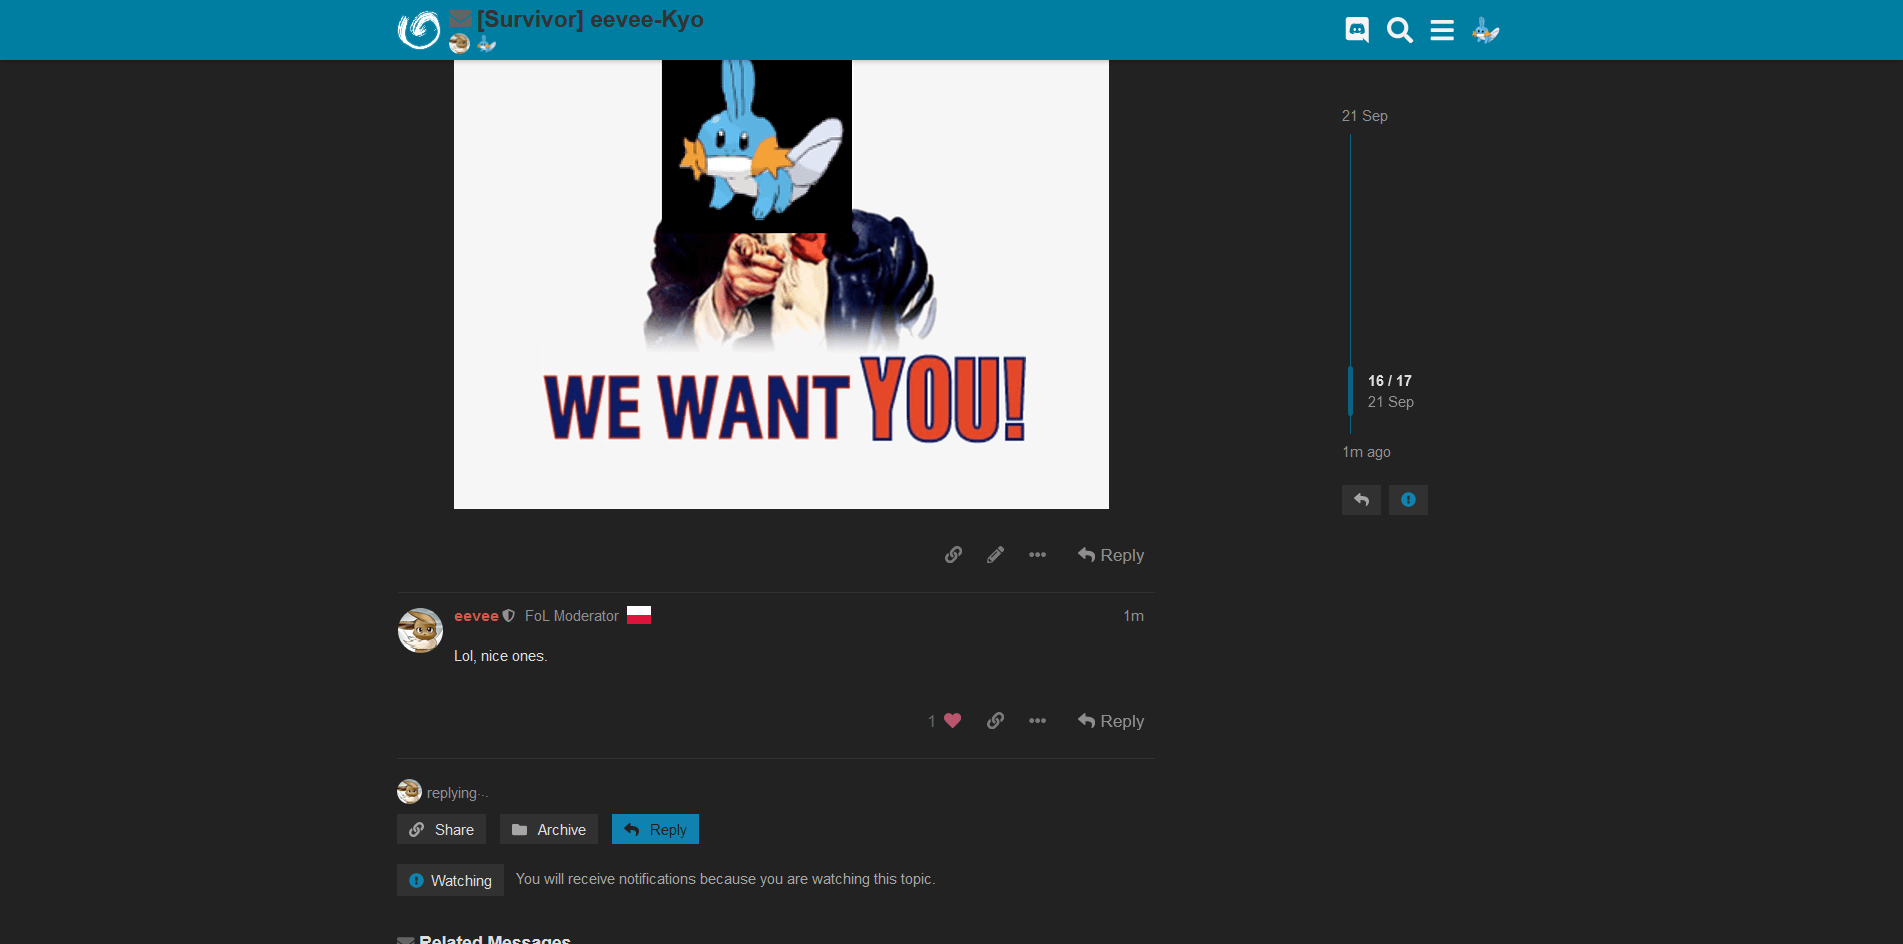 [Survivor] eevee-Kyo
WE WANT YOU!
21 Sep
16 / 17
21 Sep
1m ago
Reply
eevee FoL Moderator 1m
Lol, nice ones.
1 Reply
replying...
Share Archive Reply
Watching You will receive notifications because you are watching this topic.
Related Messages